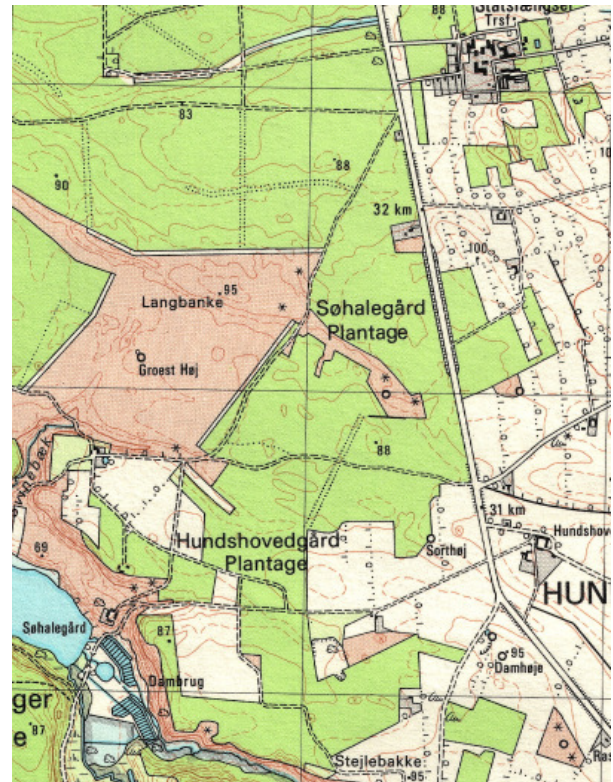 88
Statsfængsel
Trsf.
83
88
90
32 km
100
Langbanke
95
Søhalegård
Plantage
Groest Høj
88
31 km
Hundshov
69
Hundshovedgård
Plantage
Sorthøj
HUN
Søhalegård
87
95
Damhøje
Dambrug
ger
e
87
Stejlebakke
95